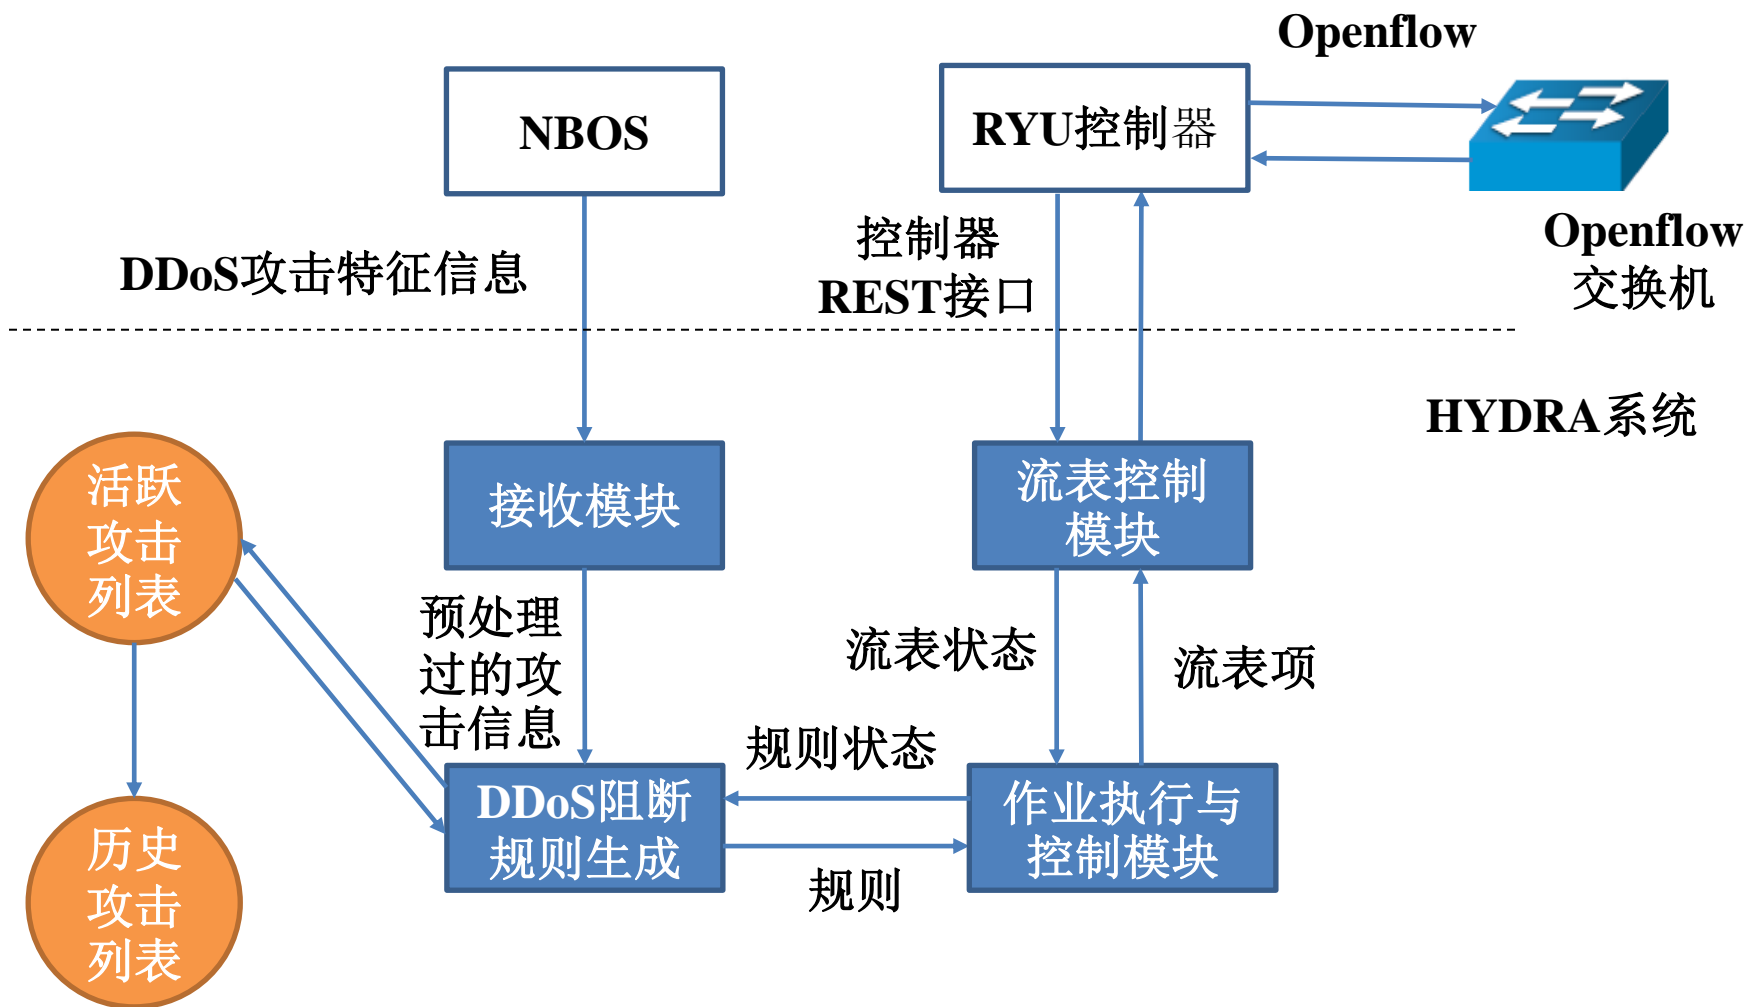 Openflow
NBOS
RYU控制器
Openflow
交换机
DDoS攻击特征信息
控制器
REST接口
HYDRA系统
活跃
攻击
列表
接收模块
流表控制
模块
预处理
过的攻
击信息
流表状态
流表项
规则状态
DDoS阻断
规则生成
作业执行与
控制模块
规则
历史
攻击
列表